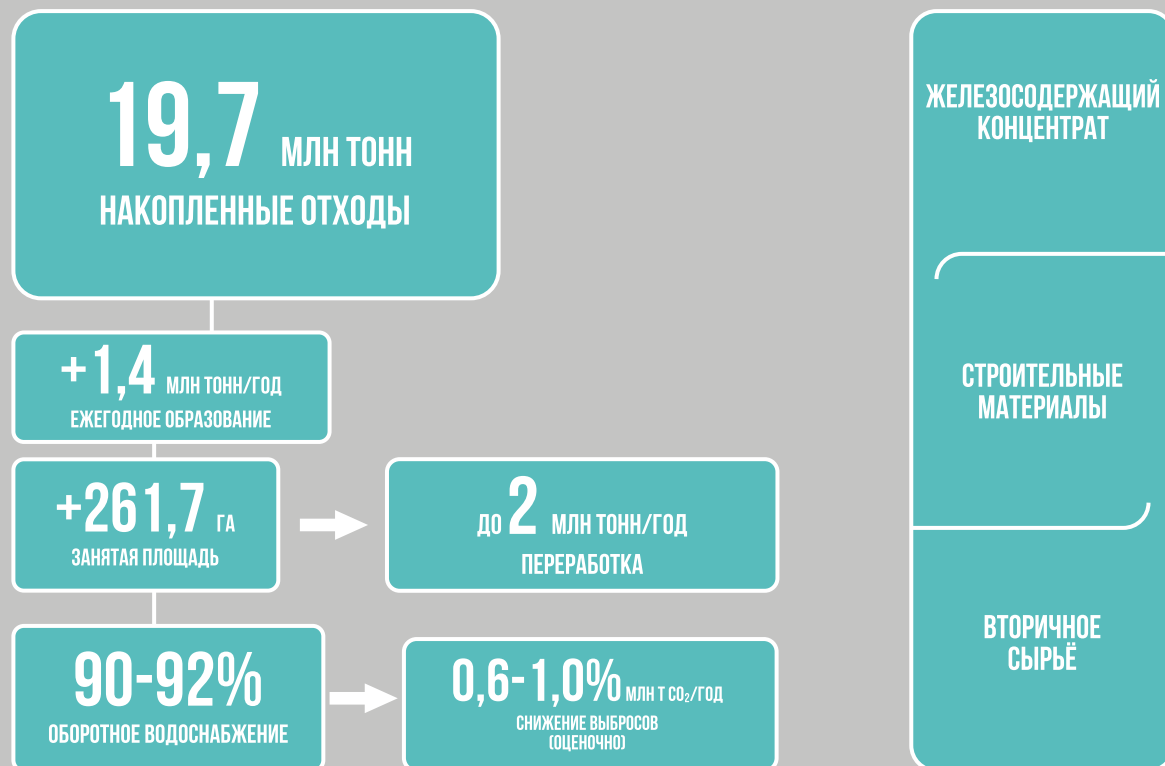 19,7 МЛН ТОНН
НАКОПЛЕННЫЕ ОТХОДЫ
+1,4 МЛН ТОНН/ГОД
ЕЖЕГОДНОЕ ОБРАЗОВАНИЕ
+261,7 ГА
ЗАНЯТАЯ ПЛОЩАДЬ
ДО 2 МЛН ТОНН/ГОД
ПЕРЕРАБОТКА
90-92%
ОБОРОТНОЕ ВОДОСНАБЖЕНИЕ
0,6-1,0% МЛН Т CO₂/ГОД
СНИЖЕНИЕ ВЫБРОСОВ
(ОЦЕНОЧНО)
ЖЕЛЕЗОСОДЕРЖАЩИЙ
КОНЦЕНТРАТ
СТРОИТЕЛЬНЫЕ
МАТЕРИАЛЫ
ВТОРИЧНОЕ
СЫРЬЁ